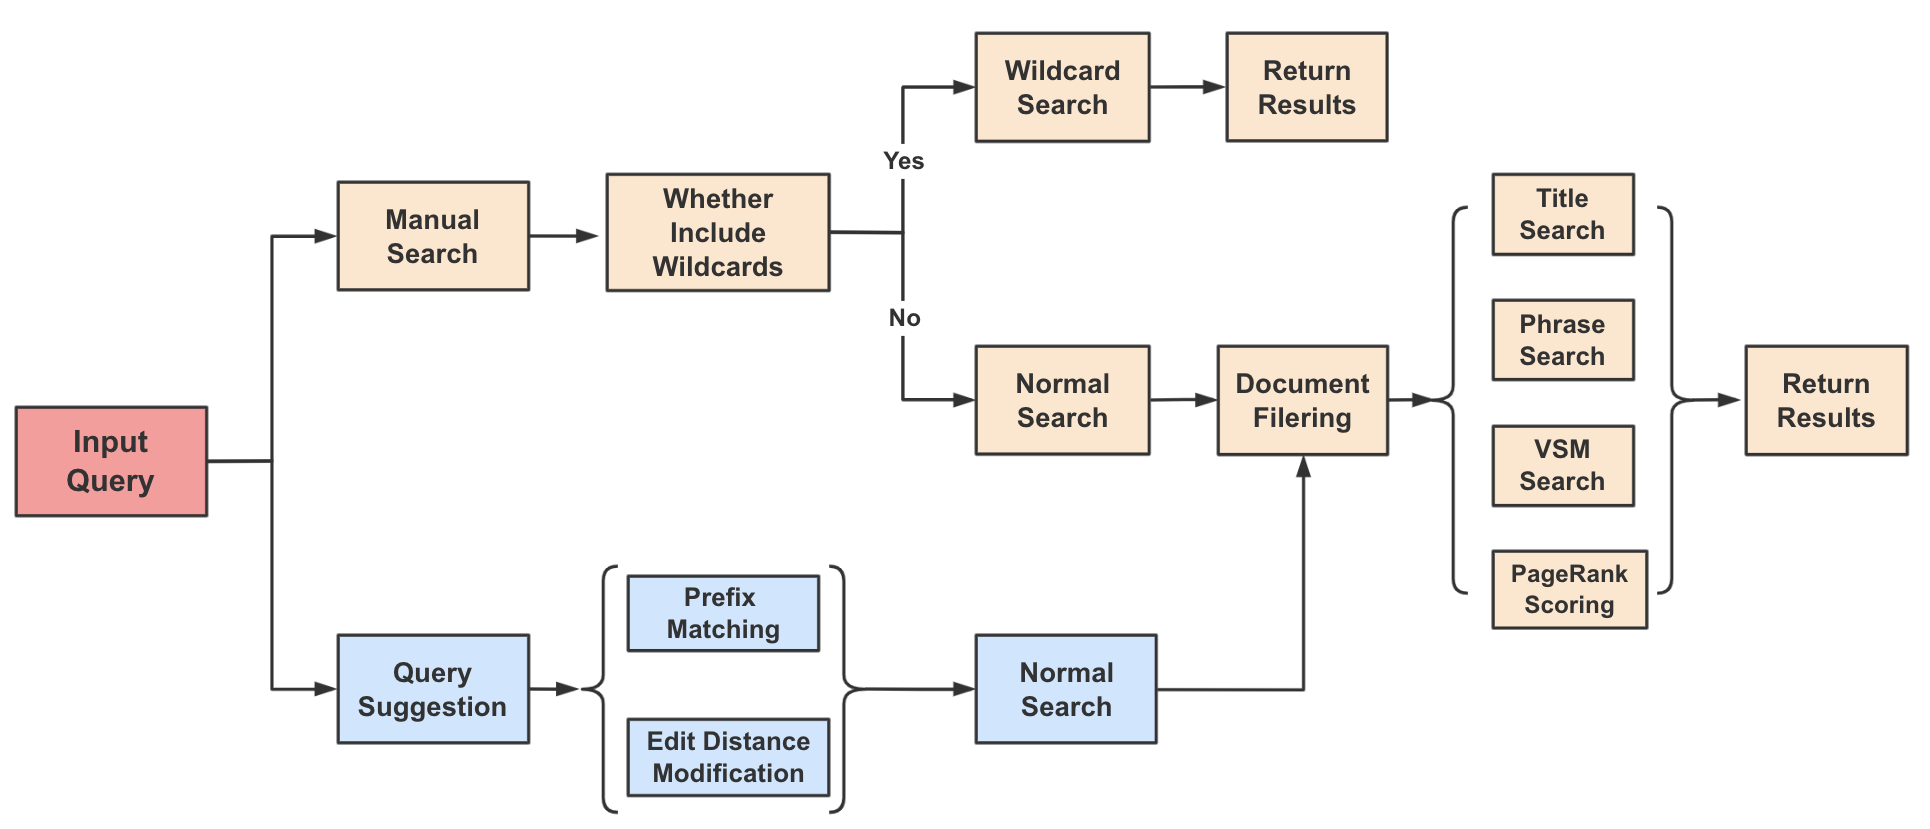 Wildcard
Search
Return
Results
Yes
Manual
Search
Whether
Include
Wildcards
Title
Search
No
Phrase
Search
Normal
Search
Document
Filering
Return
Results
Input
Query
VSM
Search
PageRank
Scoring
Prefix
Matching
Query
Suggestion
Normal
Search
Edit Distance
Modification